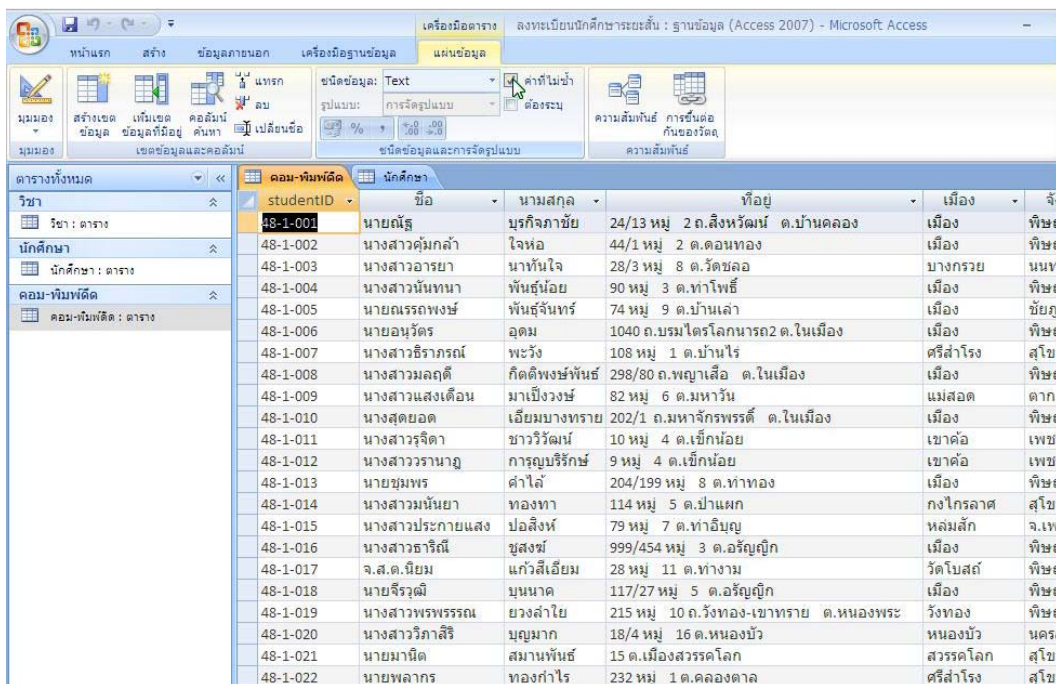 เครื่องมือตาราง ลงทะเบียนนักศึกษาระยะสั้น : ฐานข้อมูล (Access 2007) - Microsoft Access
หน้าแรก สร้าง ข้อมูลภายนอก เครื่องมือฐานข้อมูล แผ่นข้อมูล
มุมมอง
สร้างเขตข้อมูล
เพิ่มเขตข้อมูลที่มีอยู่
คอลัมน์ค้นหา
แทรก
ลบ
เปลี่ยนชื่อ
ชนิดข้อมูล: Text
รูปแบบ: การจัดรูปแบบ
% , .00 .00
ค่าที่ไม่ซ้ำ
ต้องระบุ
ความสัมพันธ์
การขึ้นต่อกันของวัตถุ
มุมมอง เขตข้อมูลและคอลัมน์ ชนิดข้อมูลและการจัดรูปแบบ ความสัมพันธ์
ตารางทั้งหมด
วิชา
วิชา : ตาราง
นักศึกษา
นักศึกษา : ตาราง
คอม-พิมพ์ดีด
คอม-พิมพ์ดีด : ตาราง
คอม-พิมพ์ดีด นักศึกษา
studentID ชื่อ นามสกุล ที่อยู่ เมือง
48-1-001 นายณัฐ บุรกิจภาชัย 24/13 หมู่ 2 ถ.สิงหวัฒน์ ต.บ้านคลอง เมือง
48-1-002 นางสาวคุ้มกล้า ใจห่อ 44/1 หมู่ 2 ต.ดอนทอง เมือง
48-1-003 นางสาวอารยา นาทันใจ 28/3 หมู่ 8 ต.วัดชลอ บางกรวย
48-1-004 นางสาวนันทนา พันธุ์น้อย 90 หมู่ 3 ต.ท่าโพธิ์ เมือง
48-1-005 นายณรรถพงษ์ พันธุ์จันทร์ 74 หมู่ 9 ต.บ้านเล่า เมือง
48-1-006 นายอนุวัตร อุดม 1040 ถ.บรมไตรโลกนารถ2 ต.ในเมือง เมือง
48-1-007 นางสาวธิราภรณ์ พะวัง 108 หมู่ 1 ต.บ้านไร่ ศรีสำโรง
48-1-008 นางสาวมลฤดี กิตติพงษ์พันธ์ 298/80 ถ.พญาเสือ ต.ในเมือง เมือง
48-1-009 นางสาวแสงเดือน มาเป็งวงษ์ 82 หมู่ 6 ต.มหาวัน แม่สอด ตาก
48-1-010 นางสุดยอด เอี่ยมบางทราย 202/1 ถ.มหาจักรพรรดิ์ ต.ในเมือง เมือง
48-1-011 นางสาวรุจิดา ชาววิวัฒน์ 10 หมู่ 4 ต.เข็กน้อย เขาค้อ
48-1-012 นางสาววรานาฎ การุญบริรักษ์ 9 หมู่ 4 ต.เข็กน้อย เขาค้อ
48-1-013 นายชุมพร คำไล้ 204/199 หมู่ 8 ต.ท่าทอง เมือง
48-1-014 นางสาวมนันยา ทองทา 114 หมู่ 5 ต.ป่าแฝก กงไกรลาศ
48-1-015 นางสาวประกายแสง ปอสิงห์ 79 หมู่ 7 ต.ท่าอิบุญ หล่มสัก
48-1-016 นางสาวธาริณี ชูสงฆ์ 999/454 หมู่ 3 ต.อรัญญิก เมือง
48-1-017 จ.ส.ต.นิยม แก้วสีเอี่ยม 28 หมู่ 11 ต.ท่างาม วัดโบสถ์
48-1-018 นายจีรวุฒิ บุนนาค 117/27 หมู่ 5 ต.อรัญญิก เมือง
48-1-019 นางสาวพรพรรรณ ยวงลำใย 215 หมู่ 10 ถ.วังทอง-เขาทราย ต.หนองพระ วังทอง
48-1-020 นางสาววิภาสิริ บุญมาก 18/4 หมู่ 16 ต.หนองบัว หนองบัว
48-1-021 นายมานิต สมานพันธ์ 15 ต.เมืองสวรรคโลก สวรรคโลก
48-1-022 นายพลากร ทองกำไร 232 หมู่ 1 ต.คลองตาล ศรีสำโรง